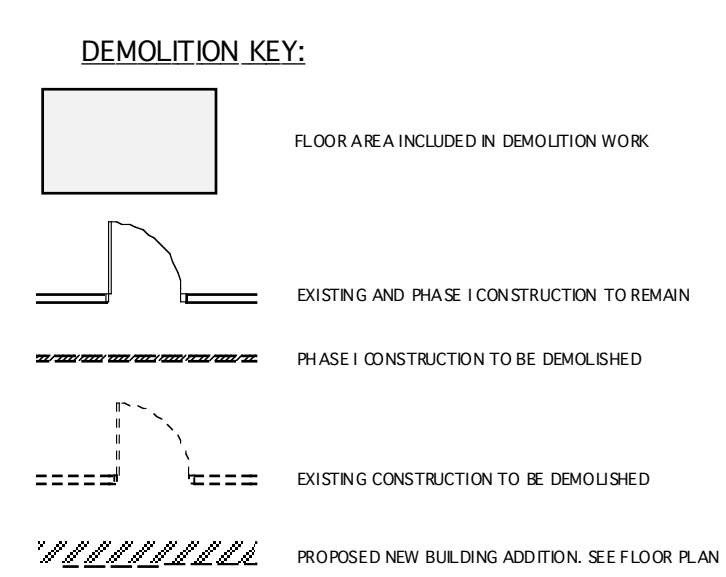 DEMOLITION KEY:
FLOOR AREA INCLUDED IN DEMOLITION WORK
EXISTING AND PHASE I CONSTRUCTION TO REMAIN
PHASE I CONSTRUCTION TO BE DEMOLISHED
EXISTING CONSTRUCTION TO BE DEMOLISHED
PROPOSED NEW BUILDING ADDITION. SEE FLOOR PLAN